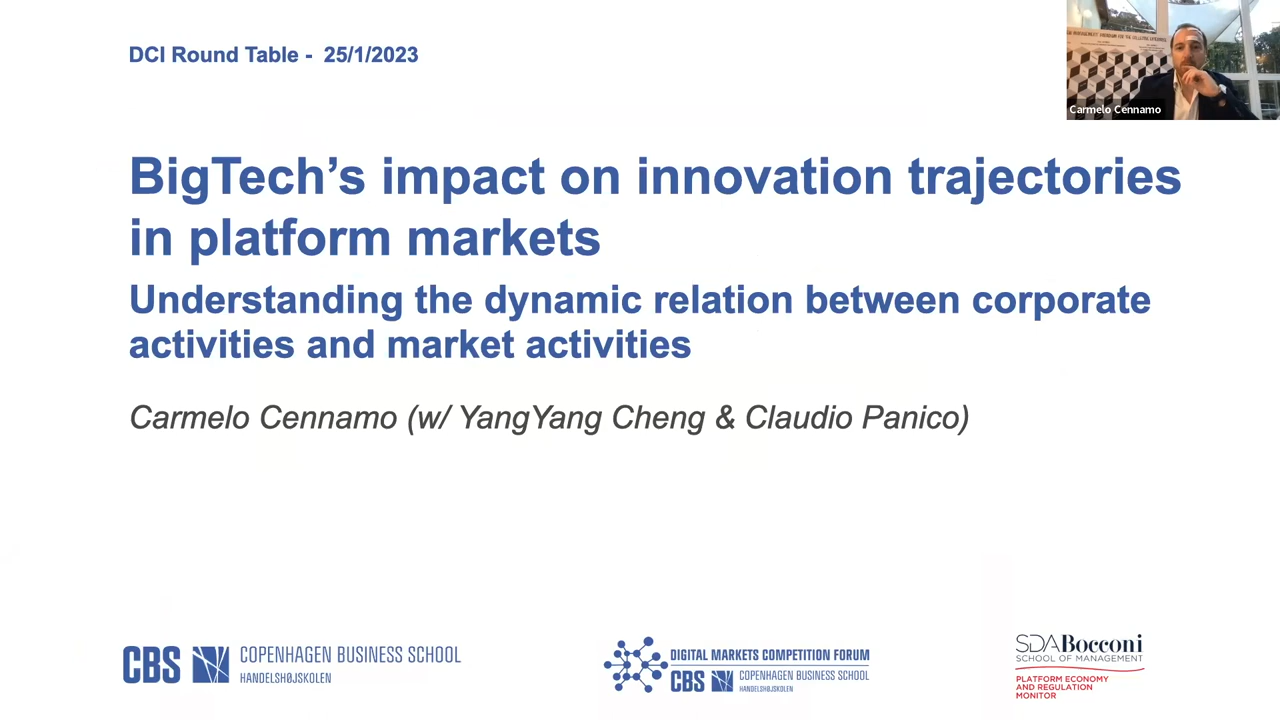 DCI Round Table - 25/1/2023
Carmelo Cennamo
BigTech's impact on innovation trajectories
in platform markets
Understanding the dynamic relation between corporate
activities and market activities
Carmelo Cennamo (w/ YangYang Cheng & Claudio Panico)
CBS COPENHAGEN BUSINESS SCHOOL
HANDELSHØJSKOLEN
DIGITAL MARKETS COMPETITION FORUM
CBS COPENHAGEN BUSINESS SCHOOL
HANDELSHØJSKOLEN
SDA Bocconi
SCHOOL OF MANAGEMENT
PLATFORM ECONOMY
AND REGULATION
MONITOR